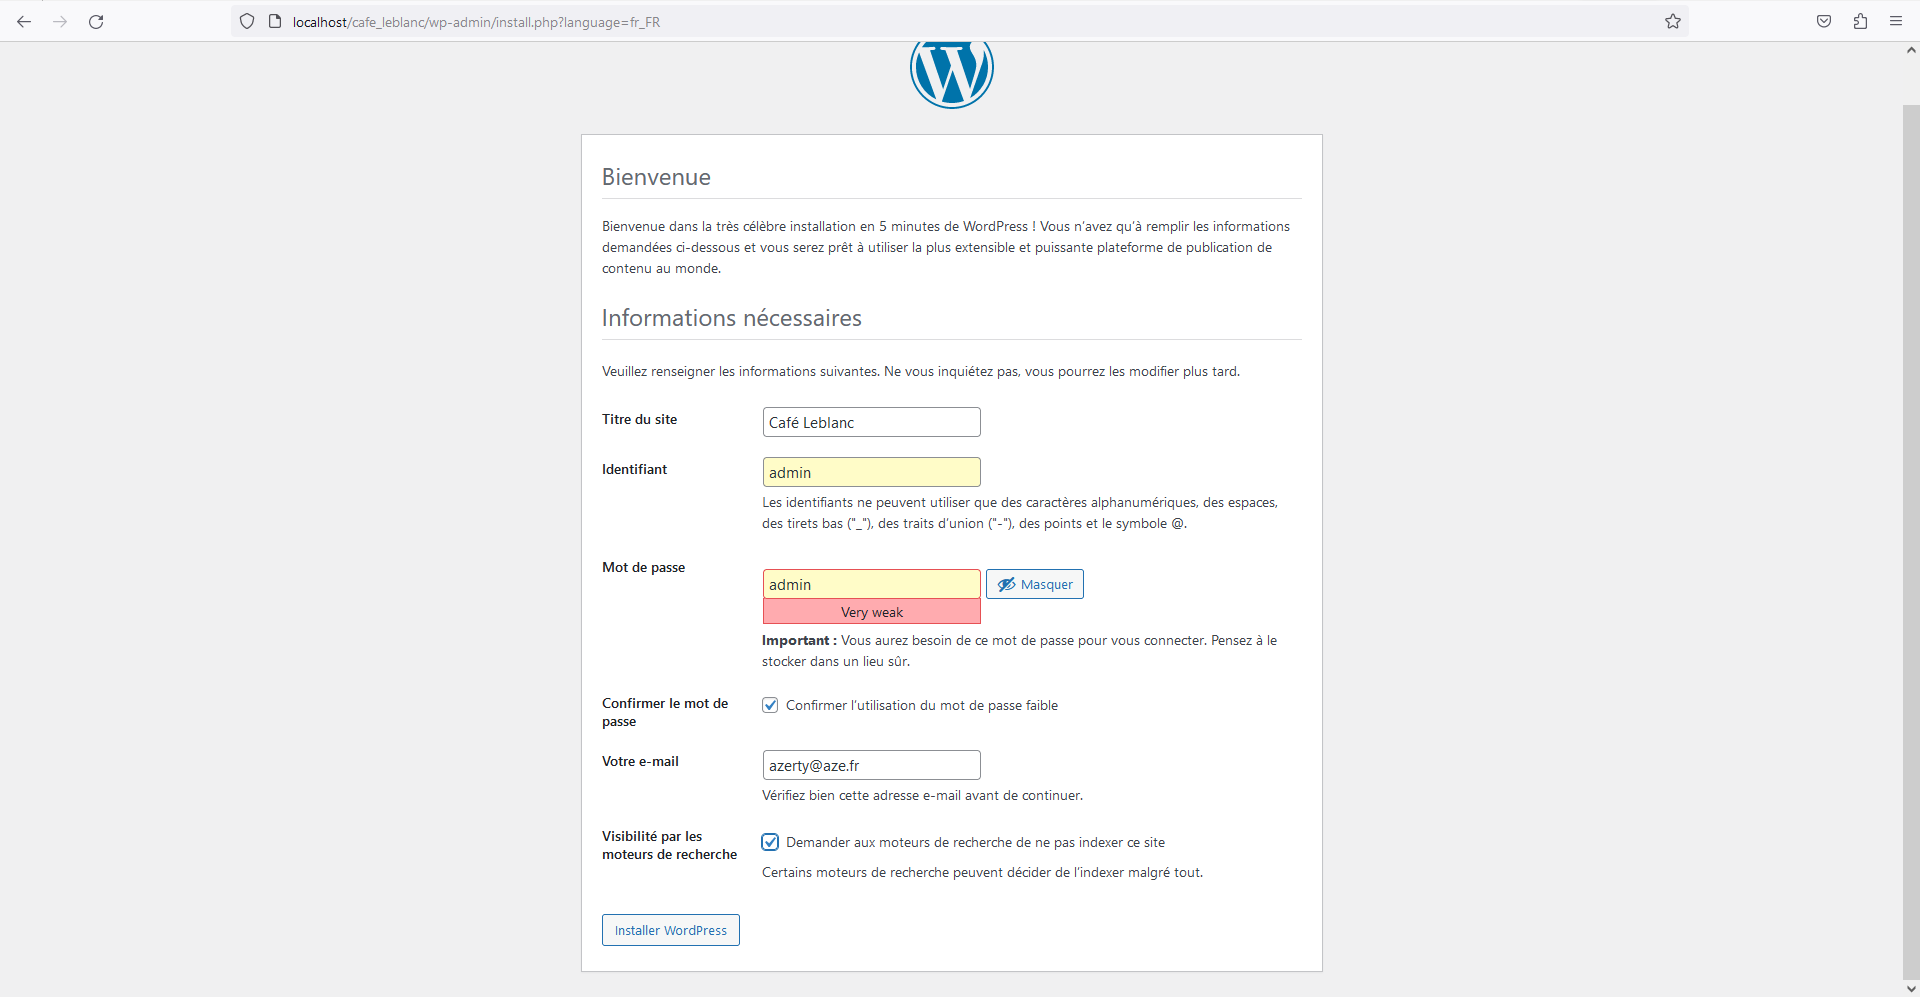 localhost/cafe_leblanc/wp-admin/install.php?language=fr_FR
Bienvenue
Bienvenue dans la très célèbre installation en 5 minutes de WordPress ! Vous n’avez qu’à remplir les informations
demandées ci-dessous et vous serez prêt à utiliser la plus extensible et puissante plateforme de publication de
contenu au monde.
Informations nécessaires
Veuillez renseigner les informations suivantes. Ne vous inquiétez pas, vous pourrez les modifier plus tard.
Titre du site
Café Leblanc
Identifiant
admin
Les identifiants ne peuvent utiliser que des caractères alphanumériques, des espaces,
des tirets bas ("_"), des traits d’union ("-"), des points et le symbole @.
Mot de passe
admin
Masquer
Very weak
Important : Vous aurez besoin de ce mot de passe pour vous connecter. Pensez à le
stocker dans un lieu sûr.
Confirmer le mot de
passe
Confirmer l’utilisation du mot de passe faible
Votre e-mail
azerty@aze.fr
Vérifiez bien cette adresse e-mail avant de continuer.
Visibilité par les
moteurs de recherche
Demander aux moteurs de recherche de ne pas indexer ce site
Certains moteurs de recherche peuvent décider de l’indexer malgré tout.
Installer WordPress